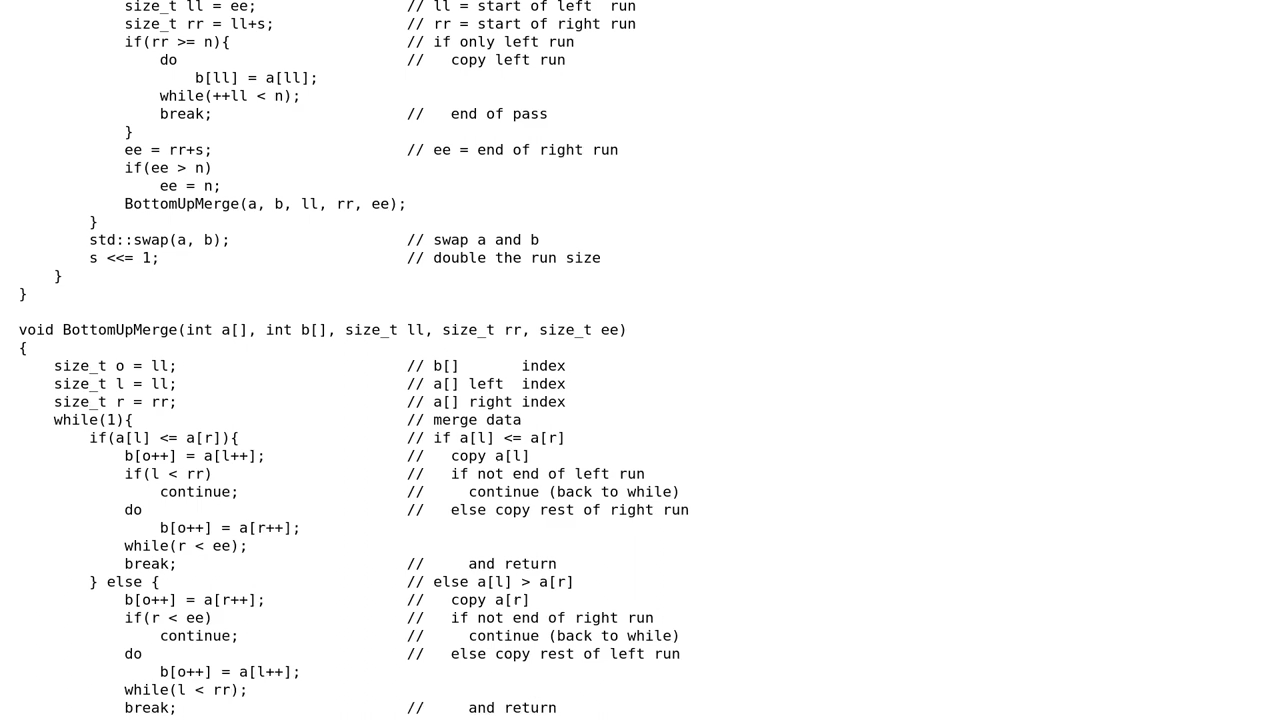 size_t ll = ee;                 // ll = start of left  run
            size_t rr = ll+s;               // rr = start of right run
            if(rr >= n){                    // if only left run
                do                          //   copy left run
                    b[ll] = a[ll];
                while(++ll < n);
                break;                      //   end of pass
            }
            ee = rr+s;                      // ee = end of right run
            if(ee > n)
                ee = n;
            BottomUpMerge(a, b, ll, rr, ee);
        }
        std::swap(a, b);                    // swap a and b
        s <<= 1;                            // double the run size
    }
}

void BottomUpMerge(int a[], int b[], size_t ll, size_t rr, size_t ee)
{
    size_t o = ll;                          // b[]       index
    size_t l = ll;                          // a[] left  index
    size_t r = rr;                          // a[] right index
    while(1){                               // merge data
        if(a[l] <= a[r]){                   // if a[l] <= a[r]
            b[o++] = a[l++];                //   copy a[l]
            if(l < rr)                      //   if not end of left run
                continue;                   //     continue (back to while)
            do                              //   else copy rest of right run
                b[o++] = a[r++];
            while(r < ee);
            break;                          //     and return
        } else {                            // else a[l] > a[r]
            b[o++] = a[r++];                //   copy a[r]
            if(r < ee)                      //   if not end of right run
                continue;                   //     continue (back to while)
            do                              //   else copy rest of left run
                b[o++] = a[l++];
            while(l < rr);
            break;                          //     and return